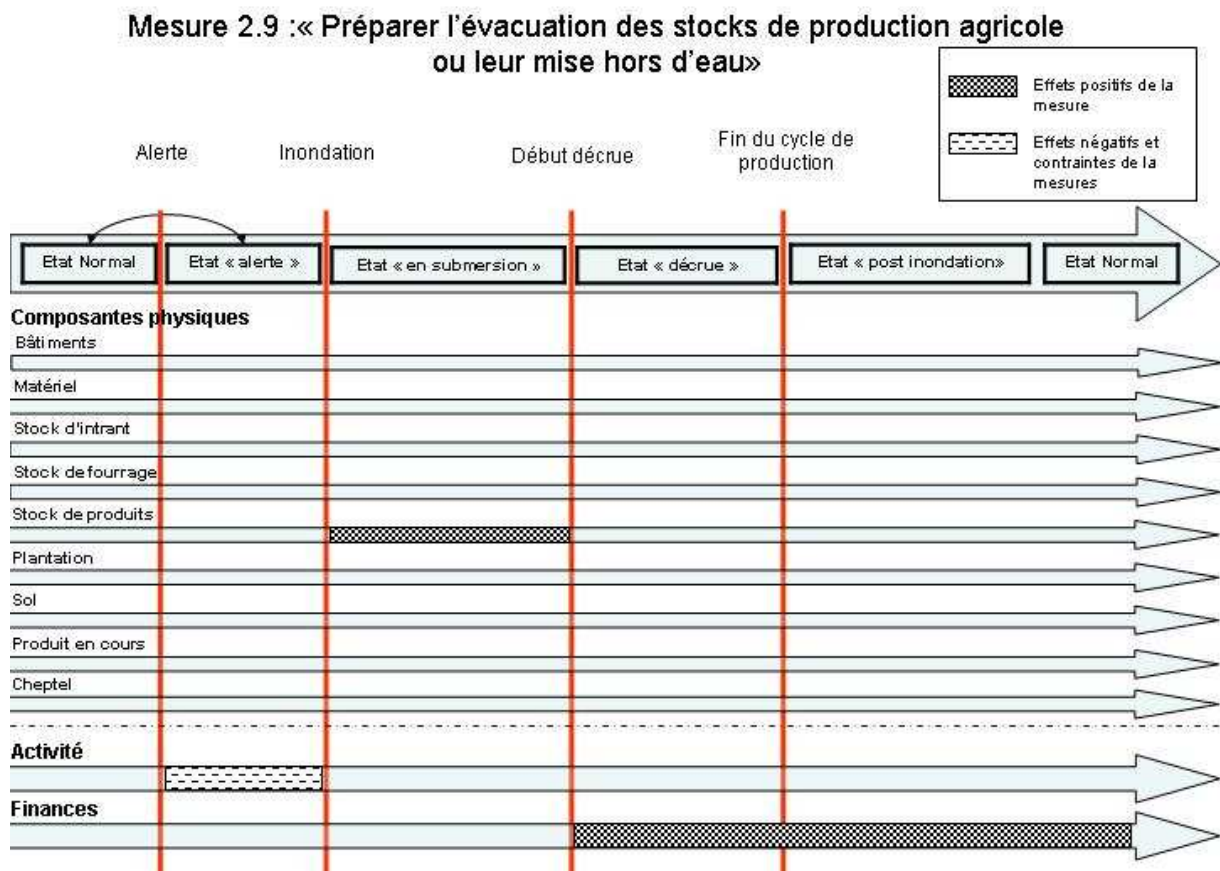 Mesure 2.9 :« Préparer l'évacuation des stocks de production agricole
ou leur mise hors d'eau»
Effets positifs de la
mesure
Effets négatifs et
contraintes de la
mesures
Alerte
Inondation
Début décrue
Fin du cycle de
production
Etat Normal
Etat « alerte »
Etat « en submersion »
Etat « décrue »
Etat « post inondation»
Etat Normal
Composantes physiques
Bâtiments
Matériel
Stock d'intrant
Stock de fourrage
Stock de produits
Plantation
Sol
Produit en cours
Cheptel
Activité
Finances